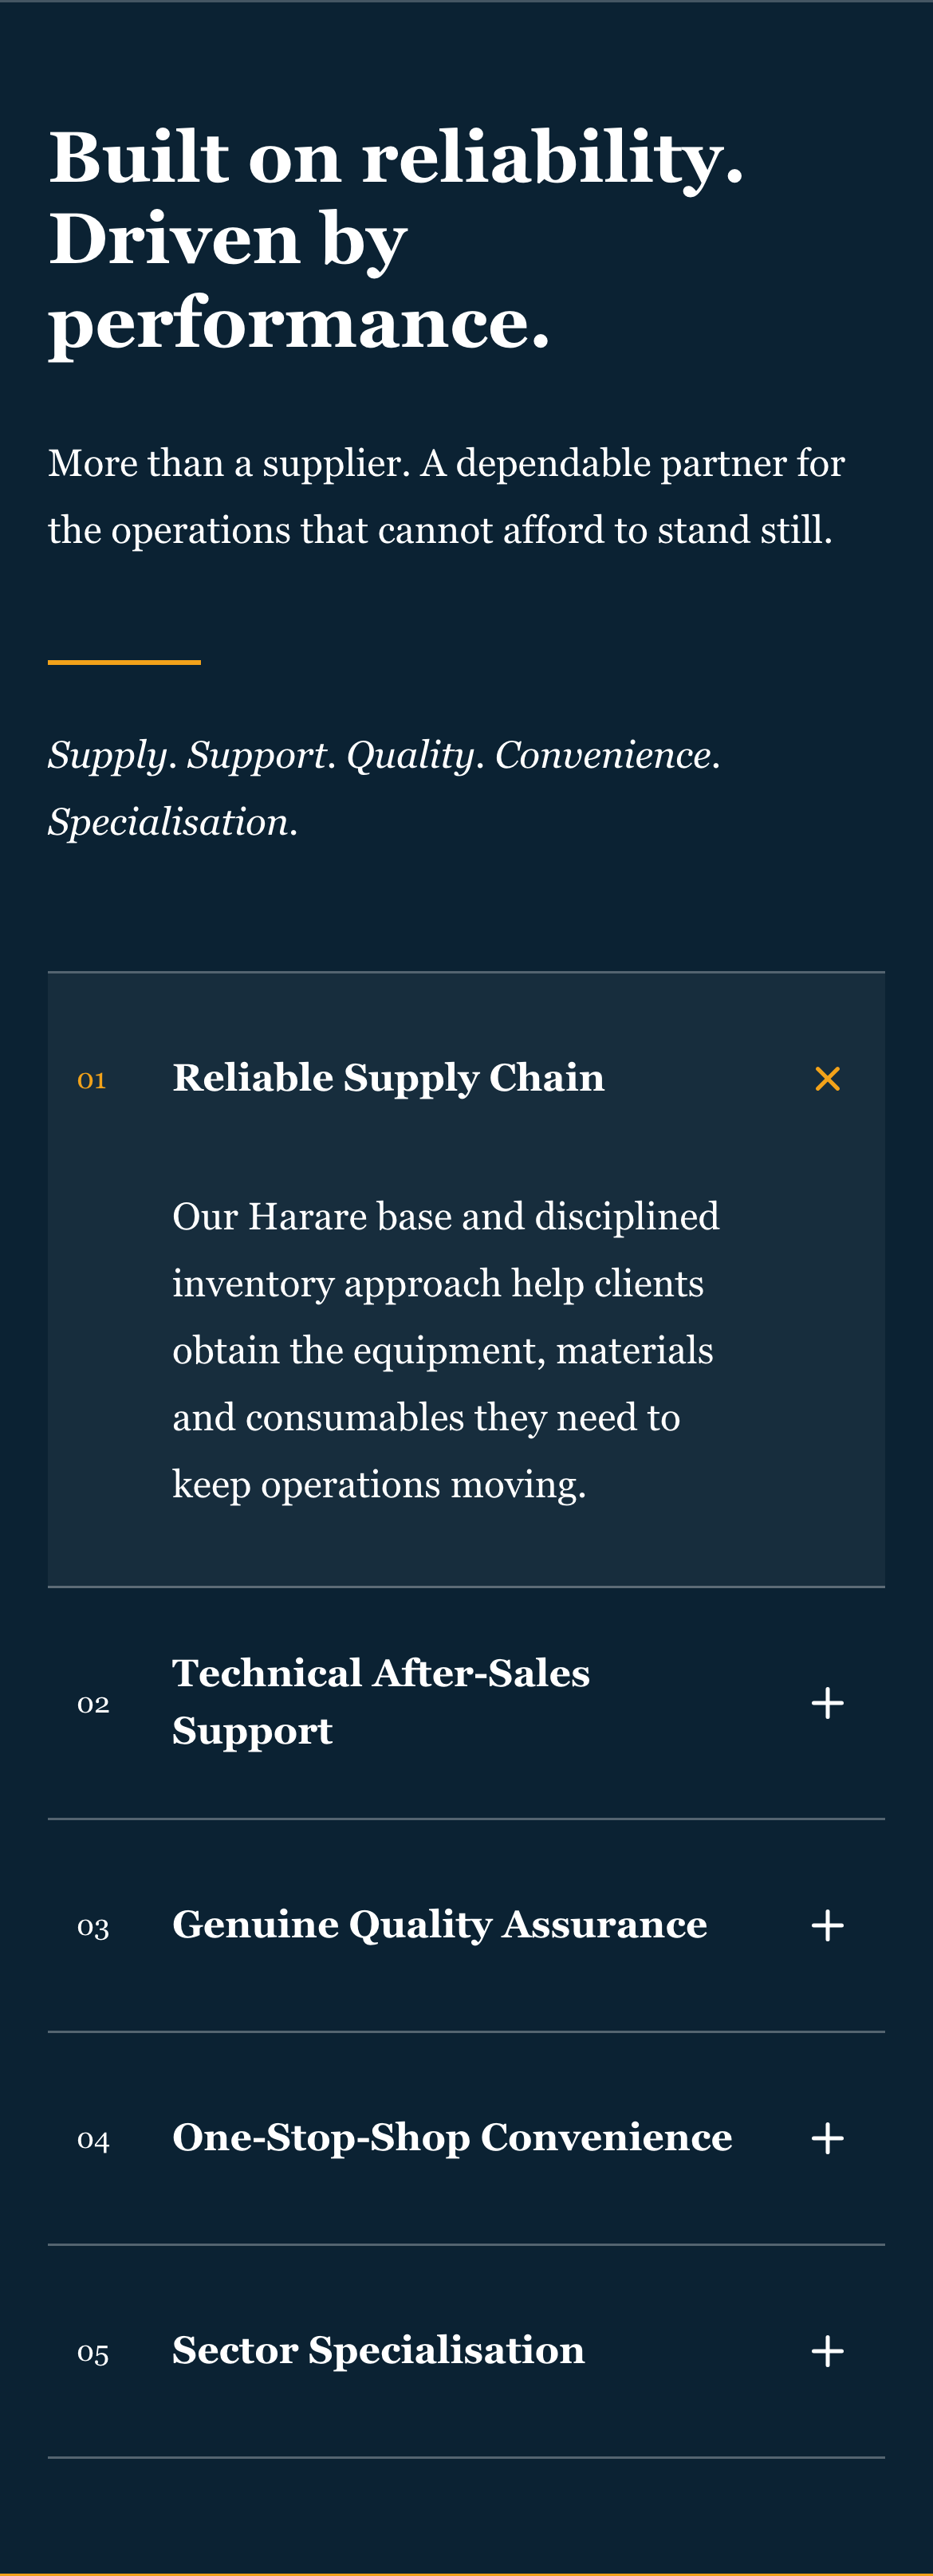 Built on reliability.
Driven by
performance.
More than a supplier. A dependable partner for
the operations that cannot afford to stand still.
Supply. Support. Quality. Convenience.
Specialisation.
01 Reliable Supply Chain
Our Harare base and disciplined
inventory approach help clients
obtain the equipment, materials
and consumables they need to
keep operations moving.
02 Technical After-Sales
Support
03 Genuine Quality Assurance
04 One-Stop-Shop Convenience
05 Sector Specialisation